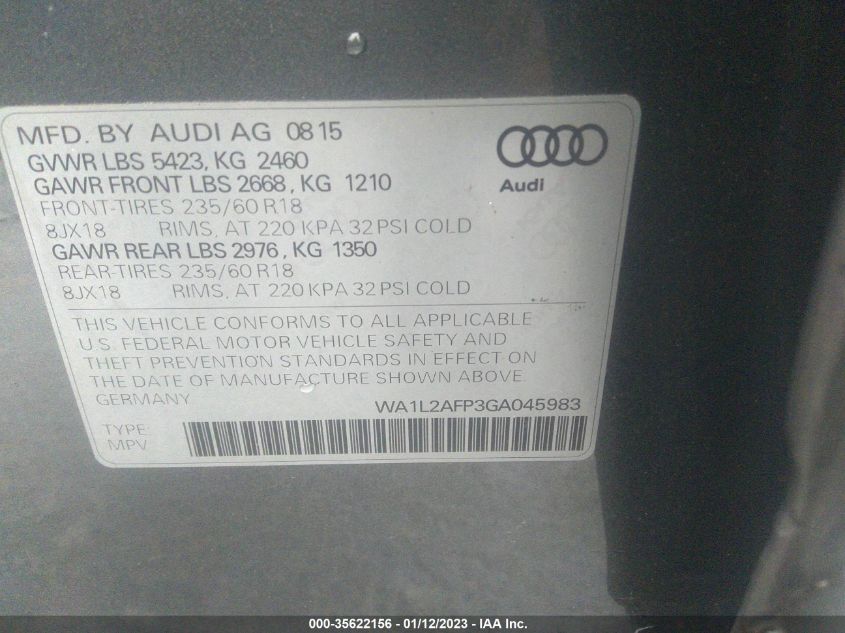 MFD. BY AUDI AG 0815
GVWR LBS 5423, KG 2460
GAWR FRONT LBS 2668, KG 1210
FRONT-TIRES 235/60 R18
8JX18 RIMS, AT 220 KPA 32 PSI COLD
GAWR REAR LBS 2976, KG 1350
REAR-TIRES 235/60 R18
8JX18 RIMS, AT 220 KPA 32 PSI COLD
Audi
THIS VEHICLE CONFORMS TO ALL APPLICABLE
U.S. FEDERAL MOTOR VEHICLE SAFETY AND
THEFT PREVENTION STANDARDS IN EFFECT ON
THE DATE OF MANUFACTURE SHOWN ABOVE.
GERMANY
WA1L2AFP3GA045983
TYPE:
MPV
000-35622156 - 01/12/2023 - IAA Inc.